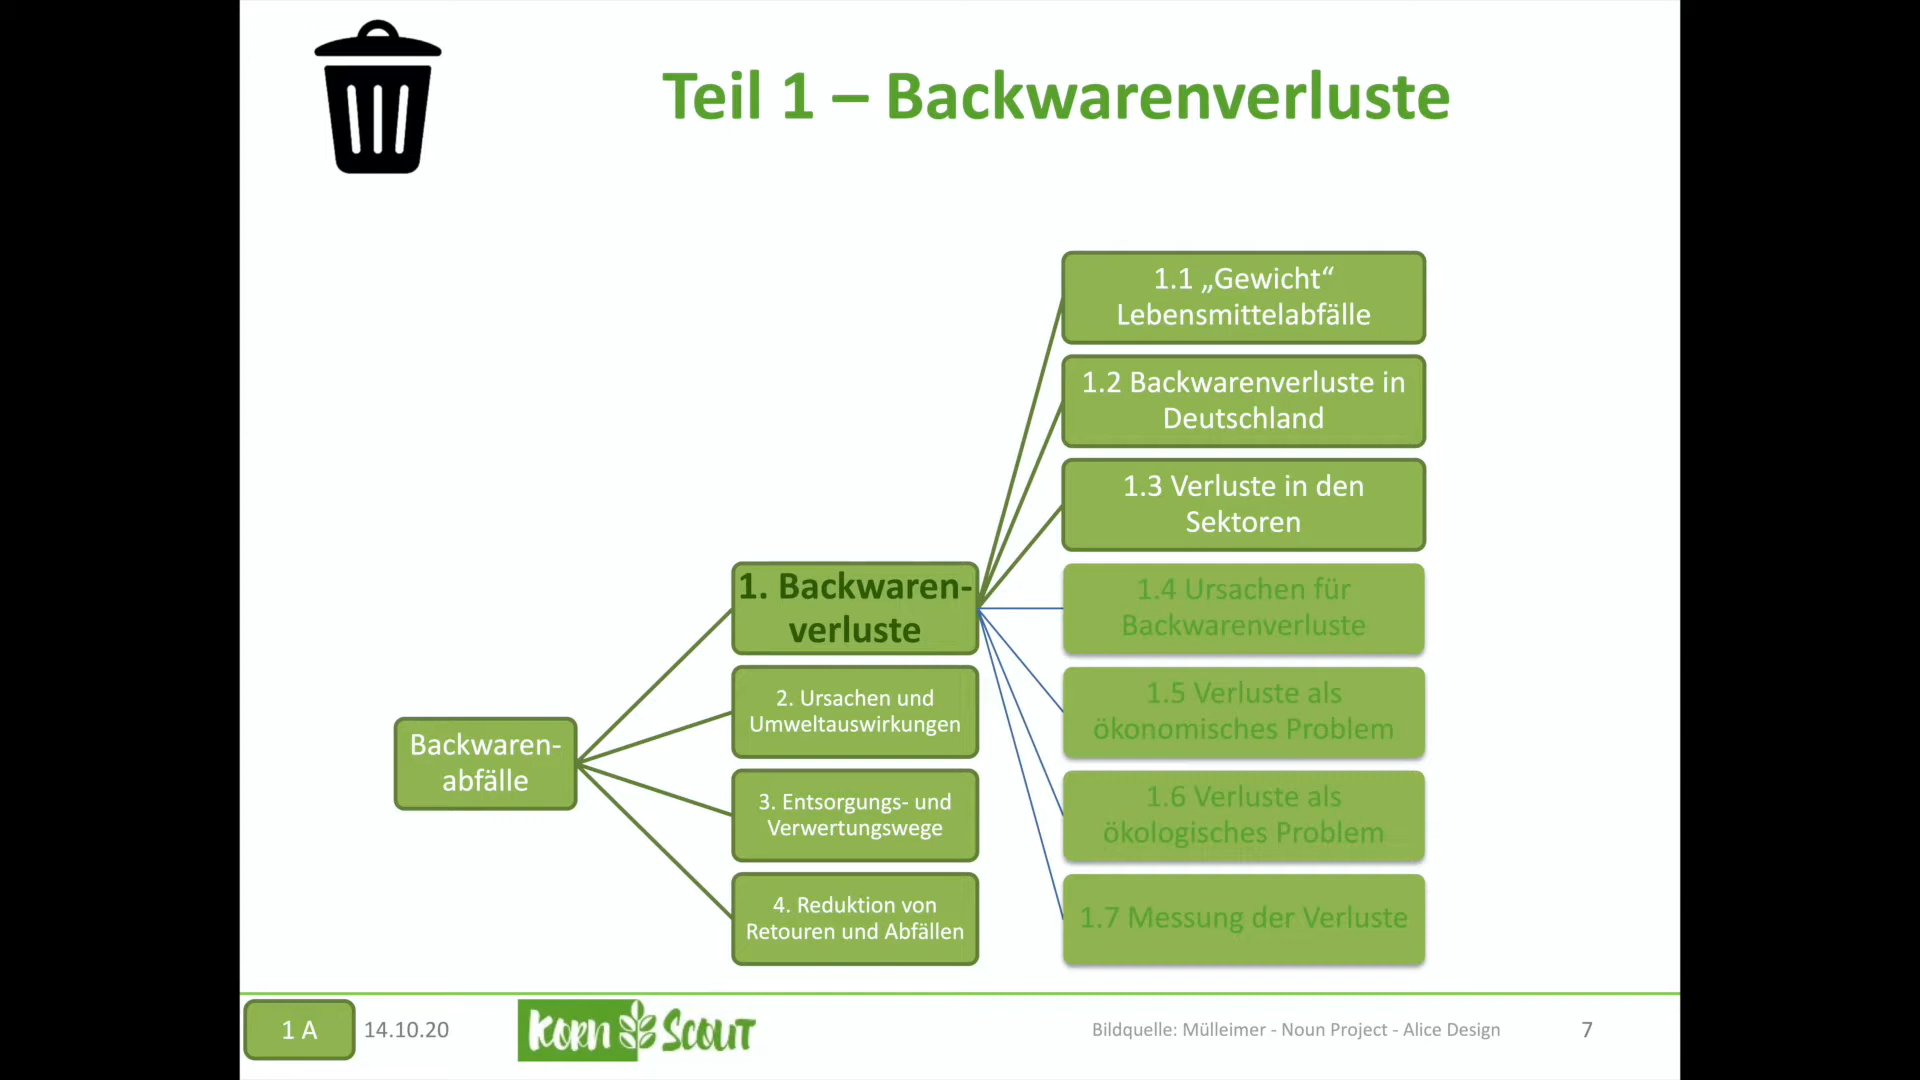 Teil 1 – Backwarenverluste
Backwaren-
abfälle
1. Backwaren-
verluste
2. Ursachen und
Umweltauswirkungen
3. Entsorgungs- und
Verwertungswege
4. Reduktion von
Retouren und Abfällen
1.1 „Gewicht“
Lebensmittelabfälle
1.2 Backwarenverluste in
Deutschland
1.3 Verluste in den
Sektoren
1.4 Ursachen für
Backwarenverluste
1.5 Verluste als
ökonomisches Problem
1.6 Verluste als
ökologisches Problem
1.7 Messung der Verluste
1 A
14.10.20
KORN SCOUT
Bildquelle: Mülleimer - Noun Project - Alice Design
7